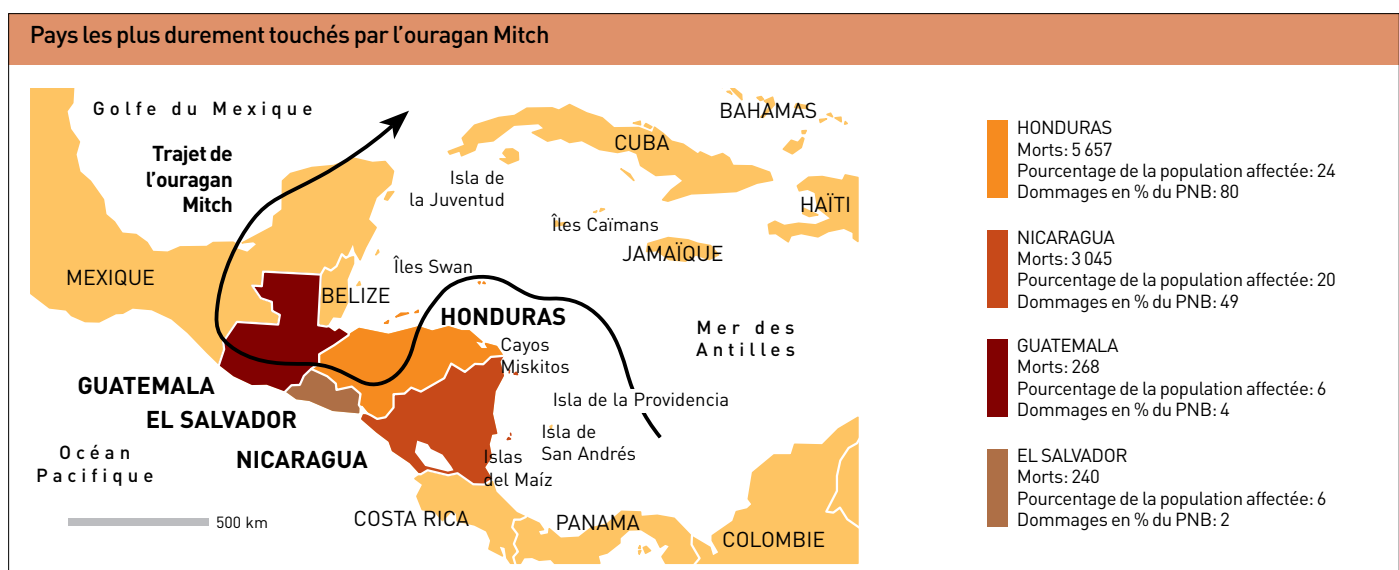 Pays les plus durement touchés par l'ouragan Mitch
Golfe du Mexique
BAHAMAS
CUBA
Trajet de
l'ouragan
Mitch
Isla de
la Juventud
HAÏTI
Îles Caïmans
JAMAÏQUE
MEXIQUE
Îles Swan
BELIZE
HONDURAS
Mer des
Antilles
Cayos
Miskitos
GUATEMALA
Isla de la Providencia
EL SALVADOR
Isla de
San Andrés
Océan
Pacifique
NICARAGUA
Islas
del Maíz
500 km
COSTA RICA
PANAMA
COLOMBIE
HONDURAS
Morts: 5 657
Pourcentage de la population affectée: 24
Dommages en % du PNB: 80
NICARAGUA
Morts: 3 045
Pourcentage de la population affectée: 20
Dommages en % du PNB: 49
GUATEMALA
Morts: 268
Pourcentage de la population affectée: 6
Dommages en % du PNB: 4
EL SALVADOR
Morts: 240
Pourcentage de la population affectée: 6
Dommages en % du PNB: 2